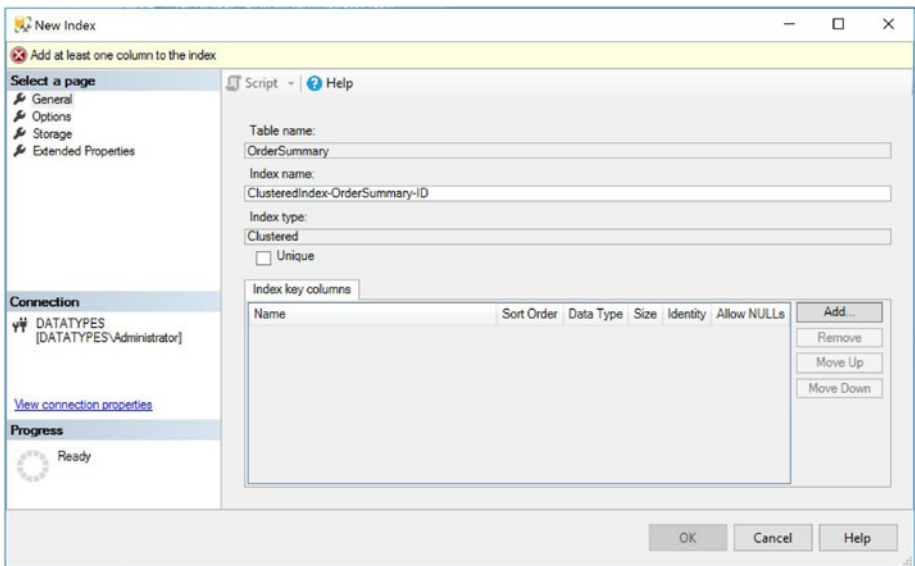 New Index
Add at least one column to the index
Select a page
General
Options
Storage
Extended Properties
Script
Help
Table name:
OrderSummary
Index name:
ClusteredIndex-OrderSummary-ID
Index type:
Clustered
Unique
Index key columns
Name Sort Order Data Type Size Identity Allow NULLs
Add...
Remove
Move Up
Move Down
Connection
DATATYPES
[DATATYPES\Administrator]
View connection properties
Progress
Ready
OK Cancel Help